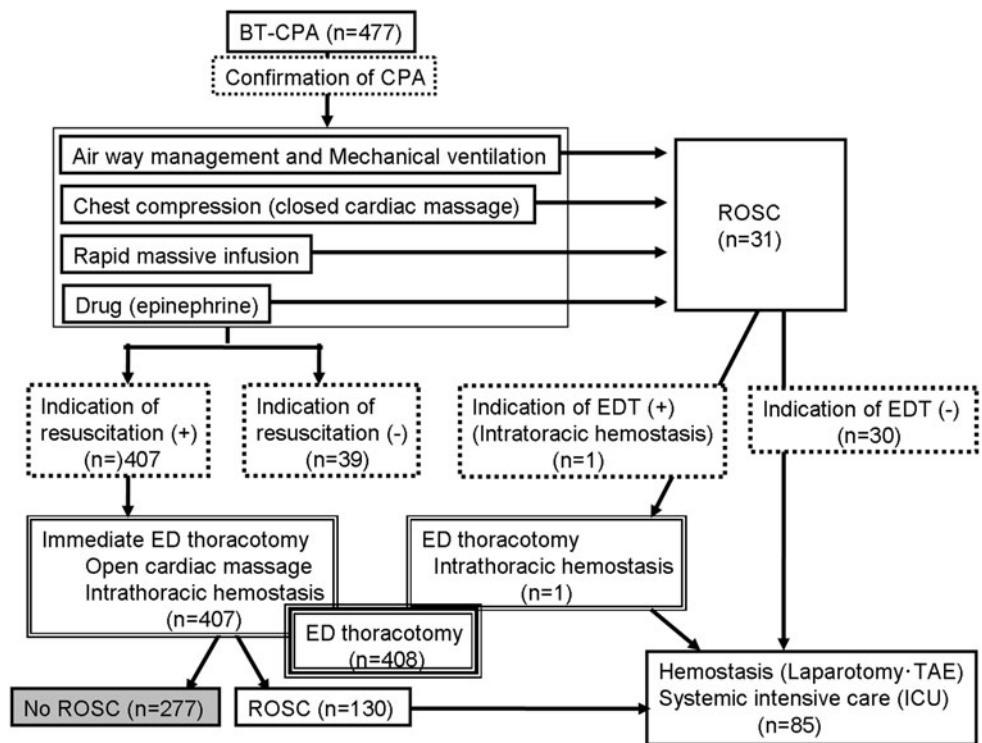 BT-CPA (n=477)
Confirmation of CPA
Air way management and Mechanical ventilation
Chest compression (closed cardiac massage)
Rapid massive infusion
Drug (epinephrine)
ROSC
(n=31)
Indication of
resuscitation (+)
(n=)407
Indication of
resuscitation (-)
(n=39)
Indication of EDT (+)
(Intratoracic hemostasis)
(n=1)
Indication of EDT (-)
(n=30)
Immediate ED thoracotomy
Open cardiac massage
Intrathoracic hemostasis
(n=407)
ED thoracotomy
Intrathoracic hemostasis
(n=1)
ED thoracotomy
(n=408)
No ROSC (n=277)
ROSC (n=130)
Hemostasis (Laparotomy·TAE)
Systemic intensive care (ICU)
(n=85)